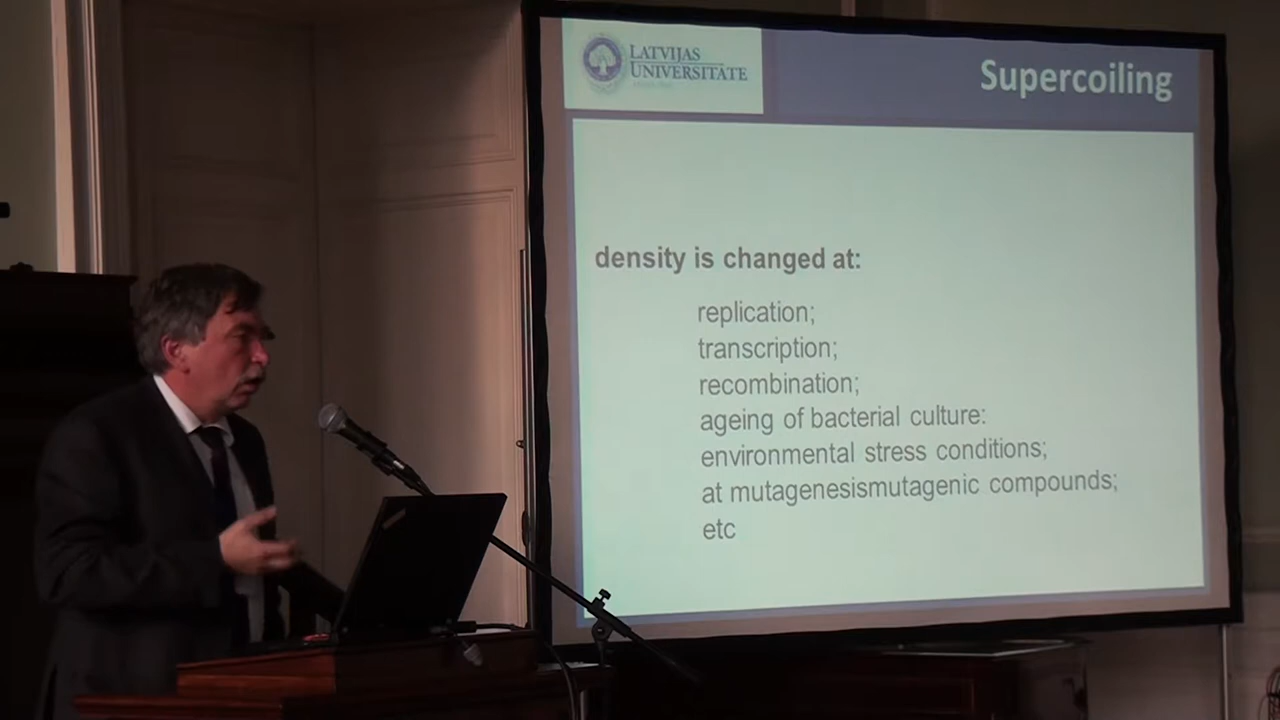 LATVIJAS
UNIVERSITATE
Supercoiling
density is changed at:
replication;
transcription;
recombination;
ageing of bacterial culture:
environmental stress conditions;
at mutagenesismutagenic compounds;
etc